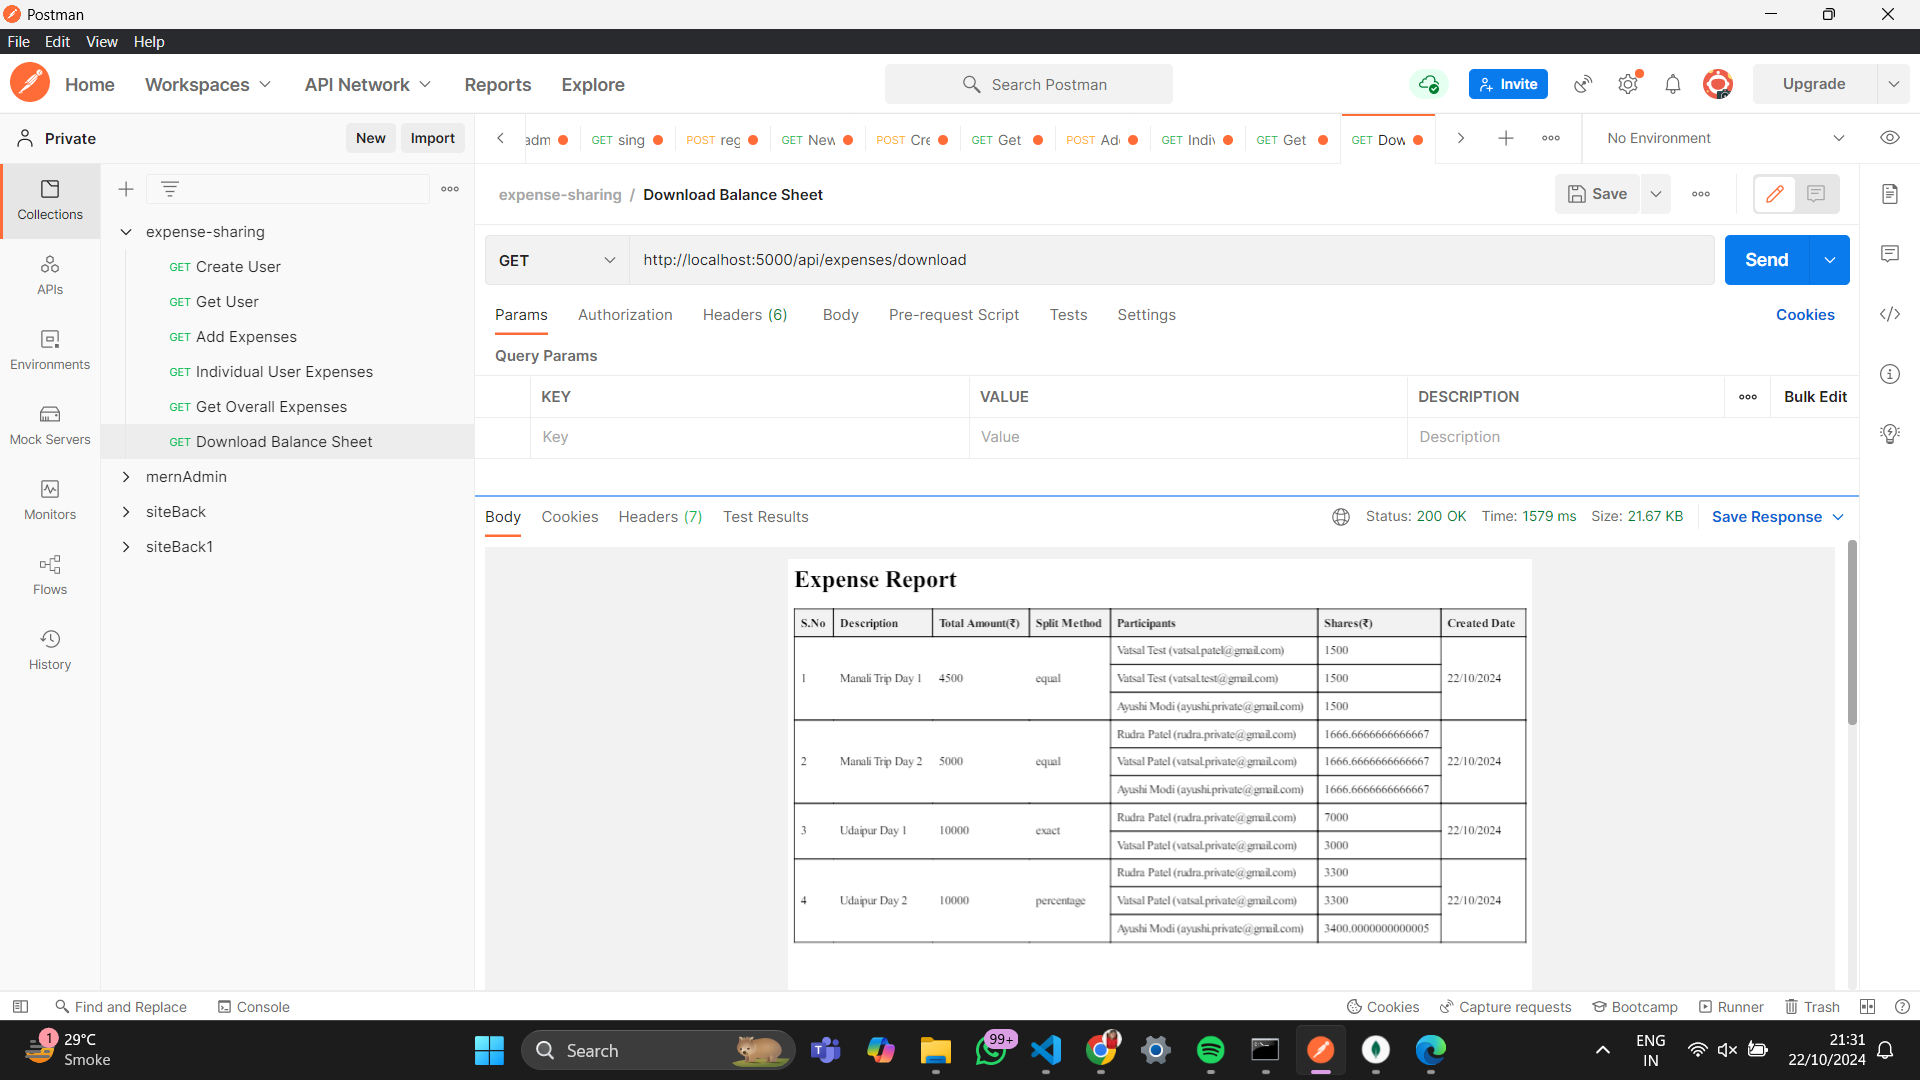 Postman
File Edit View Help
Home Workspaces API Network Reports Explore Search Postman Invite Upgrade
Private New Import
adm GET sing POST reg GET New POST Cre GET Get POST Ad GET Indi GET Get GET Dow No Environment
Collections
APIs
Environments
Mock Servers
Monitors
Flows
History
expense-sharing
GET Create User
GET Get User
GET Add Expenses
GET Individual User Expenses
GET Get Overall Expenses
GET Download Balance Sheet
mernAdmin
siteBack
siteBack1
expense-sharing / Download Balance Sheet Save
GET http://localhost:5000/api/expenses/download Send
Params Authorization Headers (6) Body Pre-request Script Tests Settings Cookies
Query Params
KEY VALUE DESCRIPTION Bulk Edit
Key Value Description
Body Cookies Headers (7) Test Results Status: 200 OK Time: 1579 ms Size: 21.67 KB Save Response
Expense Report
S.No Description Total Amount(₹) Split Method Participants Shares(₹) Created Date
1 Manali Trip Day 1 4500 equal Vatsal Test (vatsal.patel@gmail.com) 1500 22/10/2024
Vatsal Test (vatsal.test@gmail.com) 1500
Ayushi Modi (ayushi.private@gmail.com) 1500
2 Manali Trip Day 2 5000 equal Rudra Patel (rudra.private@gmail.com) 1666.6666666666667 22/10/2024
Vatsal Patel (vatsal.private@gmail.com) 1666.6666666666667
Ayushi Modi (ayushi.private@gmail.com) 1666.6666666666667
3 Udaipur Day 1 10000 exact Rudra Patel (rudra.private@gmail.com) 7000 22/10/2024
Vatsal Patel (vatsal.private@gmail.com) 3000
4 Udaipur Day 2 10000 percentage Rudra Patel (rudra.private@gmail.com) 3300 22/10/2024
Vatsal Patel (vatsal.private@gmail.com) 3300
Ayushi Modi (ayushi.private@gmail.com) 3400.0000000000005
Find and Replace Console Cookies Capture requests Bootcamp Runner Trash
1 29°C
Smoke
Search
99+
ENG
IN
21:31
22/10/2024